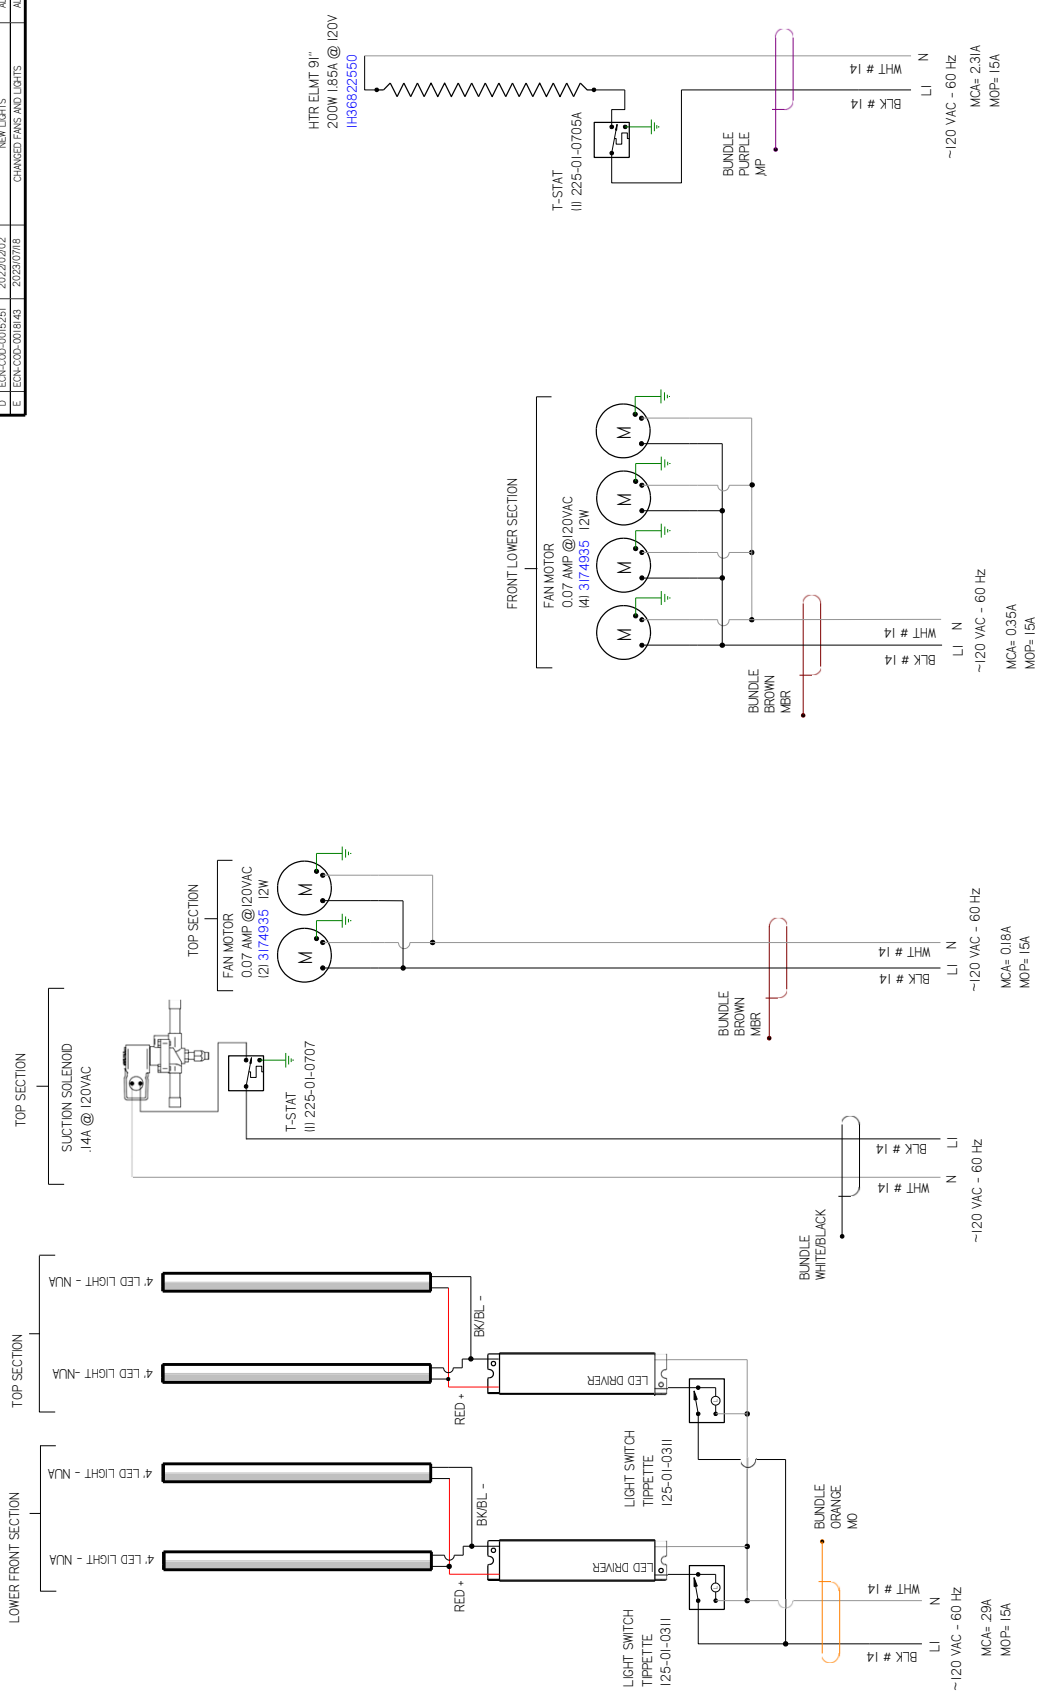 D ECN-COD-0015251 2022/02/02 NEW LIGHTS
E ECN-COD-0018143 2023/07/18 CHANGED FANS AND LIGHTS
LOWER FRONT SECTION
4' LED LIGHT - NUA
4' LED LIGHT - NUA
RED +
BK/BL -
LED DRIVER
LIGHT SWITCH
TIPPETTE
125-01-0311
TOP SECTION
4' LED LIGHT -NUA
4' LED LIGHT - NUA
RED +
BK/BL -
LED DRIVER
LIGHT SWITCH
TIPPETTE
125-01-0311
BUNDLE
ORANGE
MO
BLK # 14
WHT # 14
L1 N
~120 VAC - 60 Hz
MCA= .29A
MOP= 15A
TOP SECTION
SUCTION SOLENOID
.14A @ 120VAC
T-STAT
(1) 225-01-0707
BUNDLE
WHITE/BLACK
WHT # 14
BLK # 14
N L1
~120 VAC - 60 Hz
TOP SECTION
FAN MOTOR
0.07 AMP @120VAC
(2) 3174935 12W
M
M
BUNDLE
BROWN
MBR
BLK # 14
WHT # 14
L1 N
~120 VAC - 60 Hz
MCA= 0.18A
MOP= 15A
FRONT LOWER SECTION
FAN MOTOR
0.07 AMP @120VAC
(4) 3174935 12W
M
M
M
M
BUNDLE
BROWN
MBR
BLK # 14
WHT # 14
L1 N
~120 VAC - 60 Hz
MCA= 0.35A
MOP= 15A
HTR ELMT 91"
200W 1.85A @ 120V
1H36822550
T-STAT
(1) 225-01-0705A
BUNDLE
PURPLE
MP
BLK # 14
WHT # 14
L1 N
~120 VAC - 60 Hz
MCA= 2.31A
MOP= 15A